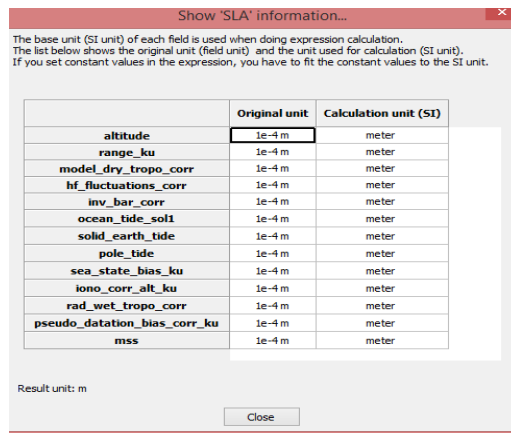 Show 'SLA' information...
The base unit (SI unit) of each field is used when doing expression calculation.
The list below shows the original unit (field unit) and the unit used for calculation (SI unit).
If you set constant values in the expression, you have to fit the constant values to the SI unit.
Original unit Calculation unit (SI)
altitude 1e-4 m meter
range_ku 1e-4 m meter
model_dry_tropo_corr 1e-4 m meter
hf_fluctuations_corr 1e-4 m meter
inv_bar_corr 1e-4 m meter
ocean_tide_sol1 1e-4 m meter
solid_earth_tide 1e-4 m meter
pole_tide 1e-4 m meter
sea_state_bias_ku 1e-4 m meter
iono_corr_alt_ku 1e-4 m meter
rad_wet_tropo_corr 1e-4 m meter
pseudo_datation_bias_corr_ku 1e-4 m meter
mss 1e-4 m meter
Result unit: m
Close